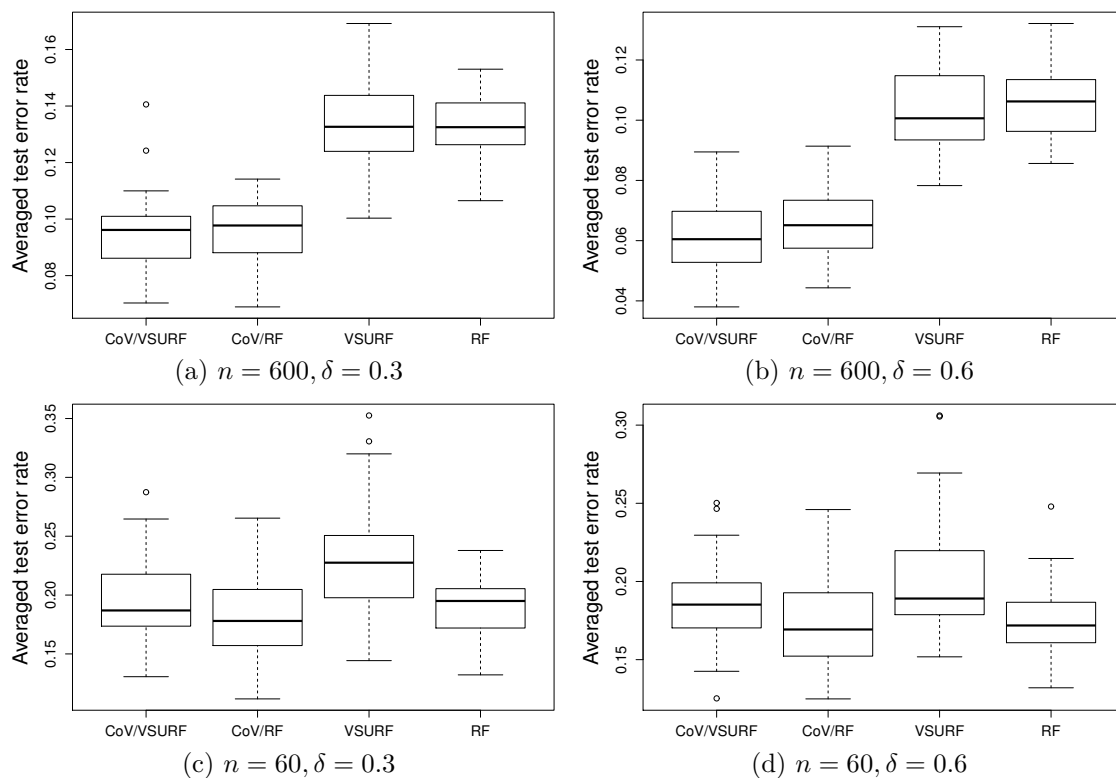 Averaged test error rate
0.16
0.14
0.12
0.10
0.08
CoV/VSURF CoV/RF VSURF RF
(a) n = 600, δ = 0.3
Averaged test error rate
0.12
0.10
0.08
0.06
0.04
CoV/VSURF CoV/RF VSURF RF
(b) n = 600, δ = 0.6
Averaged test error rate
0.35
0.30
0.25
0.20
0.15
CoV/VSURF CoV/RF VSURF RF
(c) n = 60, δ = 0.3
Averaged test error rate
0.30
0.25
0.20
0.15
CoV/VSURF CoV/RF VSURF RF
(d) n = 60, δ = 0.6